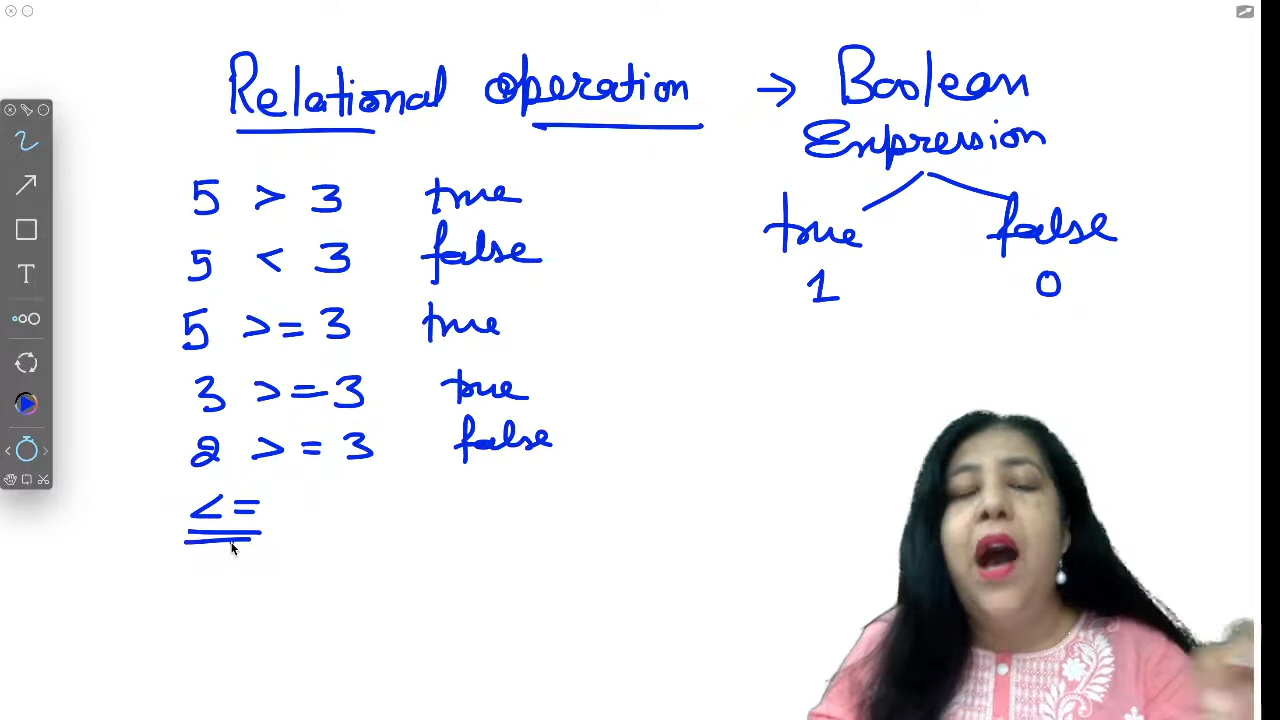 Relational operation → Boolean
Expression
true false
1 0
5 > 3 true
5 < 3 false
5 >= 3 true
3 >= 3 true
2 >= 3 false
<=
T